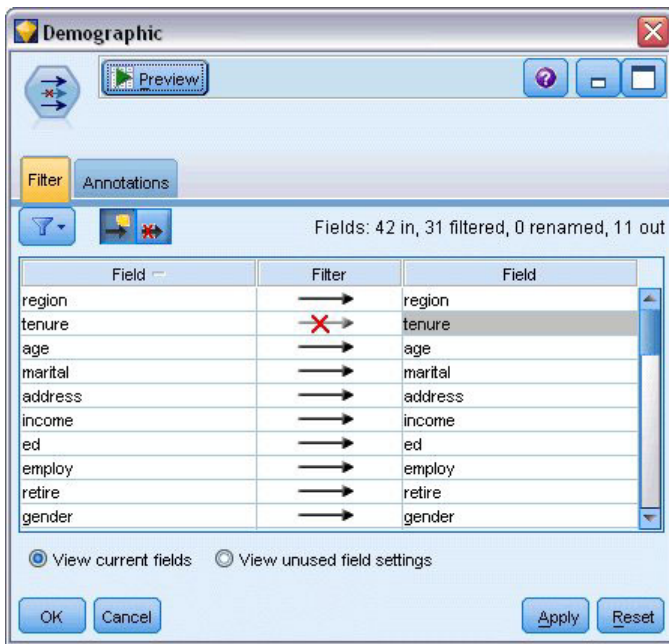 Demographic
Preview
Filter Annotations
Fields: 42 in, 31 filtered, 0 renamed, 11 out
Field Filter Field
region region
tenure tenure
age age
marital marital
address address
income income
ed ed
employ employ
retire retire
gender gender
View current fields View unused field settings
OK Cancel Apply Reset